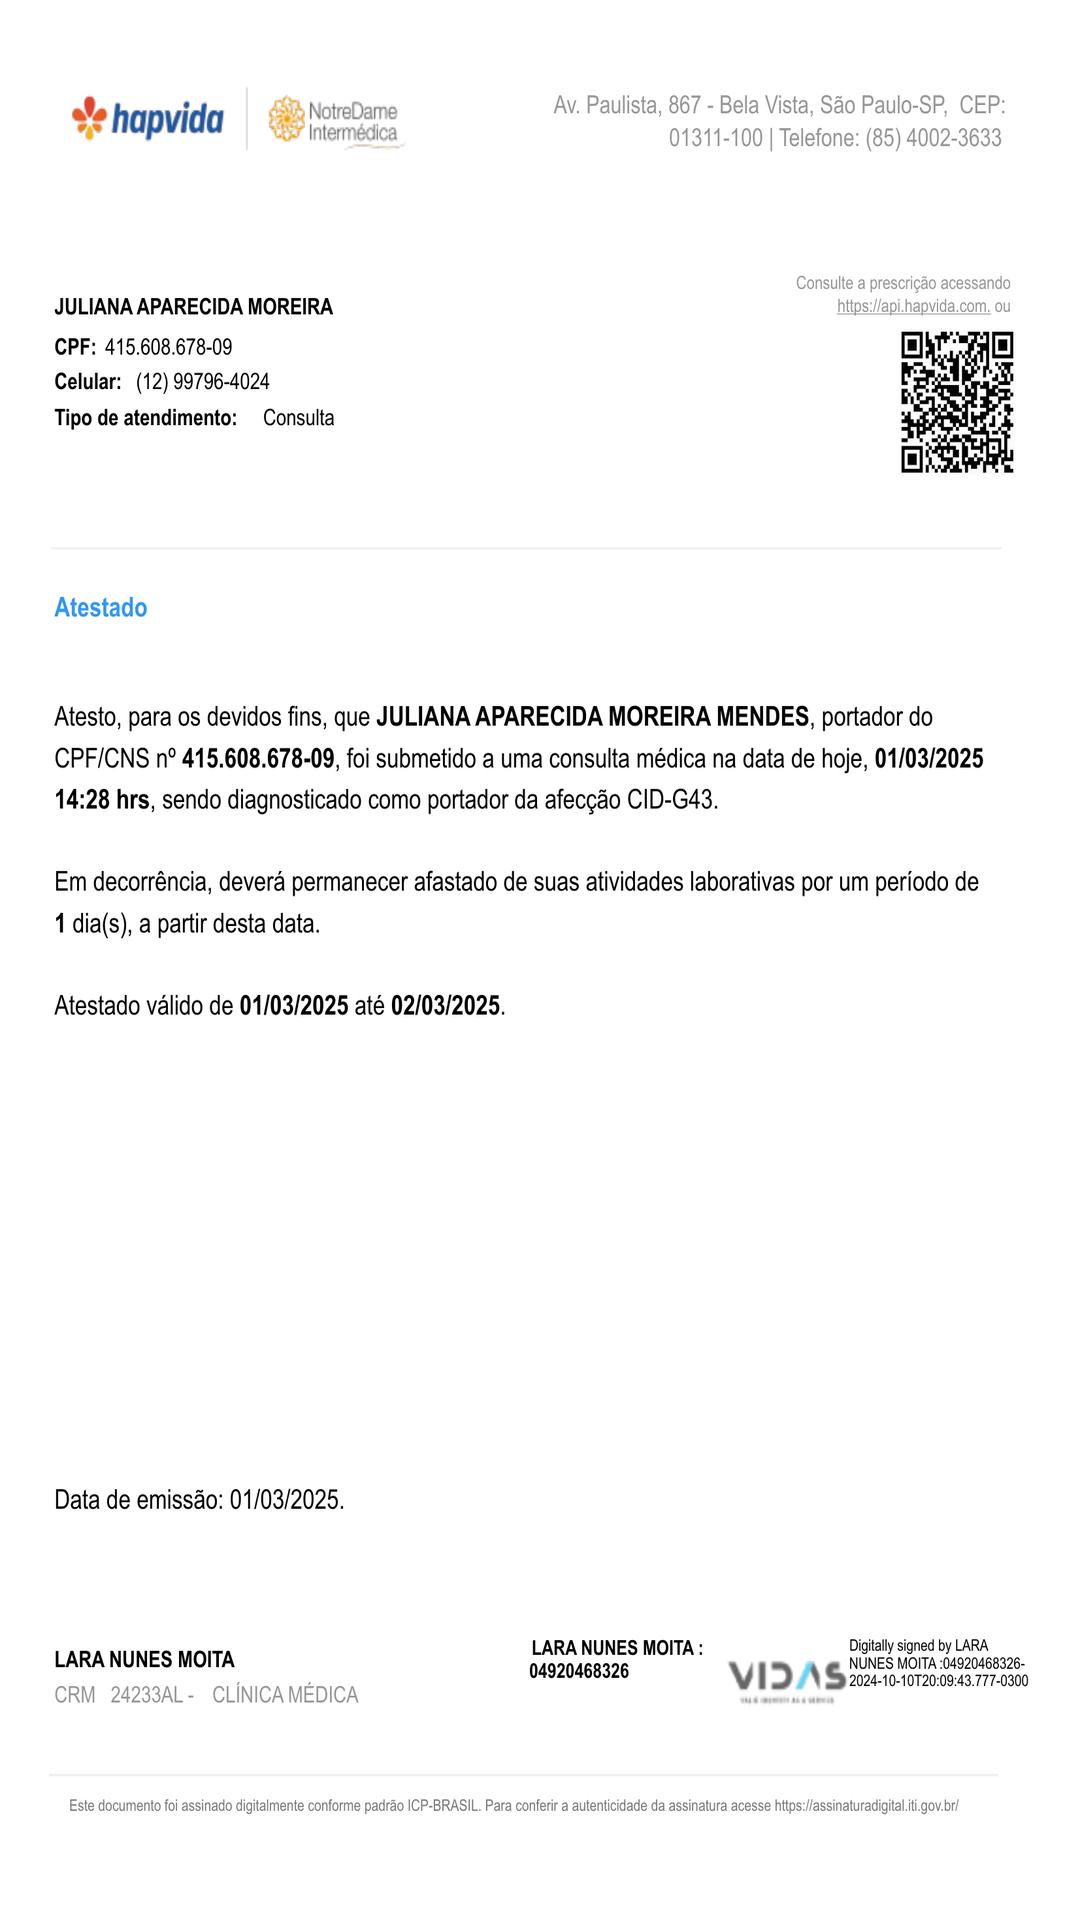 hapvida
NotreDame
Intermédica
Av. Paulista, 867 - Bela Vista, São Paulo-SP, CEP:
01311-100 | Telefone: (85) 4002-3633
Consulte a prescrição acessando
https://api.hapvida.com. ou
JULIANA APARECIDA MOREIRA
CPF: 415.608.678-09
Celular: (12) 99796-4024
Tipo de atendimento: Consulta
Atestado
Atesto, para os devidos fins, que JULIANA APARECIDA MOREIRA MENDES, portador do
CPF/CNS nº 415.608.678-09, foi submetido a uma consulta médica na data de hoje, 01/03/2025
14:28 hrs, sendo diagnosticado como portador da afecção CID-G43.
Em decorrência, deverá permanecer afastado de suas atividades laborativas por um período de
1 dia(s), a partir desta data.
Atestado válido de 01/03/2025 até 02/03/2025.
Data de emissão: 01/03/2025.
LARA NUNES MOITA
CRM 24233AL - CLÍNICA MÉDICA
LARA NUNES MOITA :
04920468326
VIDAS
Digitally signed by LARA
NUNES MOITA :04920468326-
2024-10-10T20:09:43.777-0300
Este documento foi assinado digitalmente conforme padrão ICP-BRASIL. Para conferir a autenticidade da assinatura acesse https://assinaturadigital.iti.gov.br/